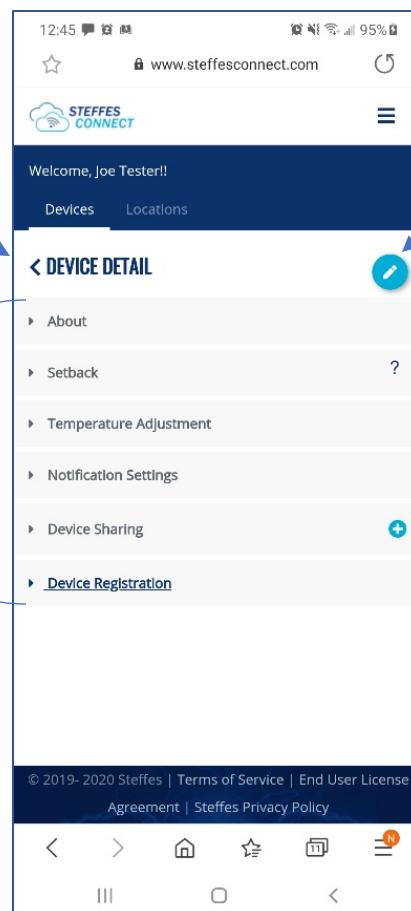 12:45 95%
www.steffesconnect.com
STEFFES
CONNECT
Welcome, Joe Tester!!
Devices Locations
< DEVICE DETAIL
About
Setback ?
Temperature Adjustment
Notification Settings
Device Sharing
Device Registration
© 2019- 2020 Steffes | Terms of Service | End User License
Agreement | Steffes Privacy Policy
11 N